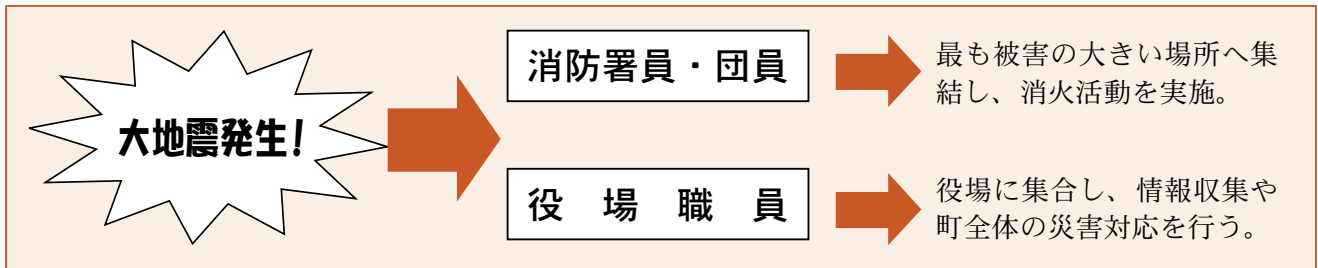 大地震発生!
消防署員・団員
最も被害の大きい場所へ集
結し、消火活動を実施。
役場職員
役場に集合し、情報収集や
町全体の災害対応を行う。